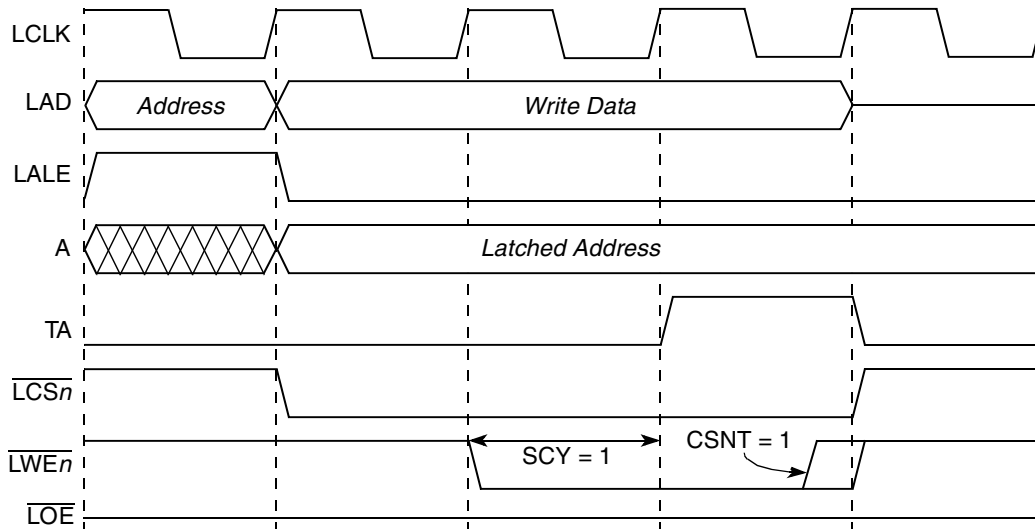 LCLK
LAD
Address
Write Data
LALE
A
Latched Address
TA
LCSn
LWEn
SCY = 1
CSNT = 1
LOE